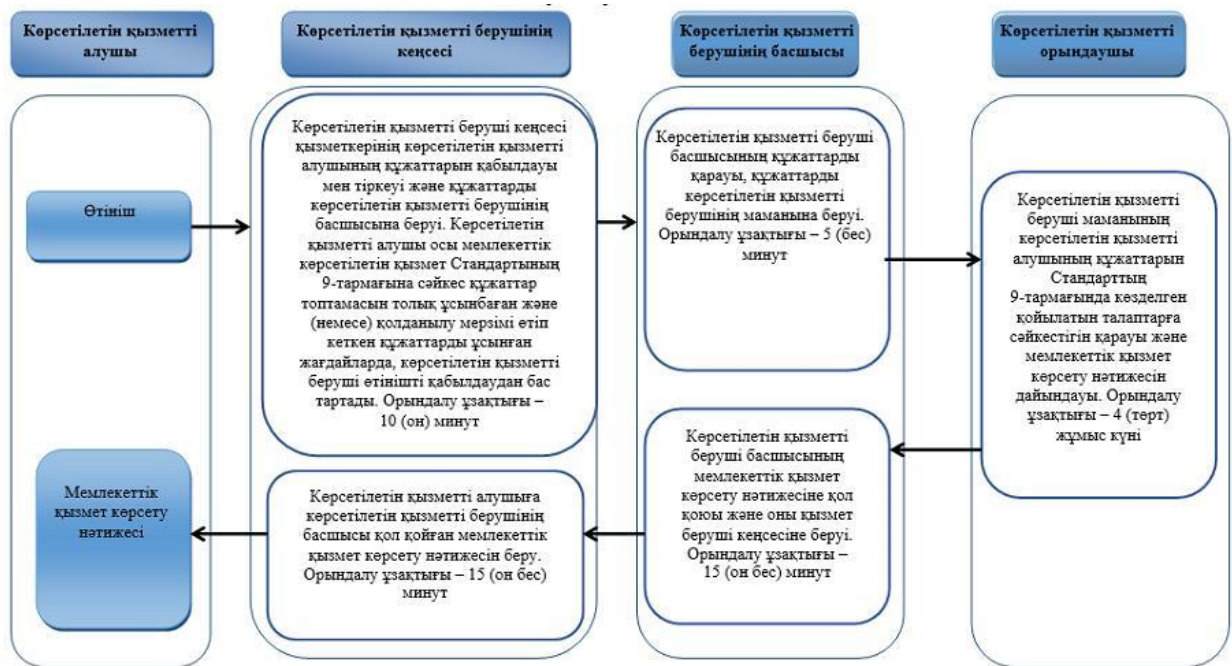 Көрсетілетін қызметті
алушы
Көрсетілетін қызметті берушінің
кеңсесі
Көрсетілетін қызметті
берушінің басшысы
Көрсетілетін қызметті
орындаушы
Өтініш
Көрсетілетін қызметті беруші кеңсесі
қызметкерінің көрсетілетін қызметті
алушының құжаттарын қабылдауы
мен тіркеуі және құжаттарды
көрсетілетін қызметті берушінің
басшысына беруі. Көрсетілетін
қызметті алушы осы мемлекеттік
көрсетілетін қызмет Стандартының
9-тармағына сәйкес құжаттар
топтамасын толық ұсынбаған және
(немесе) қолданылу мерзімі өтіп
кеткен құжаттарды ұсынған
жағдайларда, көрсетілетін қызметті
беруші өтінішті қабылдаудан бас
тартады. Орындалу ұзақтығы –
10 (он) минут
Көрсетілетін қызметті беруші
басшысының құжаттарды
қарауы, құжаттарды
көрсетілетін қызметті
берушінің маманына беруі.
Орындалу ұзақтығы – 5 (бес)
минут
Көрсетілетін қызметті
беруші маманының
көрсетілетін қызметті
алушының құжаттарын
Стандарттың
9-тармағында көзделген
қойылатын талаптарға
сәйкестігін қарауы және
мемлекеттік қызмет
көрсету нәтижесін
дайындауы. Орындалу
ұзақтығы – 4 (төрт)
жұмыс күні
Көрсетілетін қызметті
беруші басшысының
мемлекеттік қызмет
көрсету нәтижесіне қол
қоюы және оны қызмет
беруші кеңсесіне беруі.
Орындалу ұзақтығы –
15 (он бес) минут
Көрсетілетін қызметті алушыға
көрсетілетін қызметті берушінің
басшысы қол қойған мемлекеттік
қызмет көрсету нәтижесін беру.
Орындалу ұзақтығы – 15 (он бес)
минут
Мемлекеттік
қызмет көрсету
нәтижесі